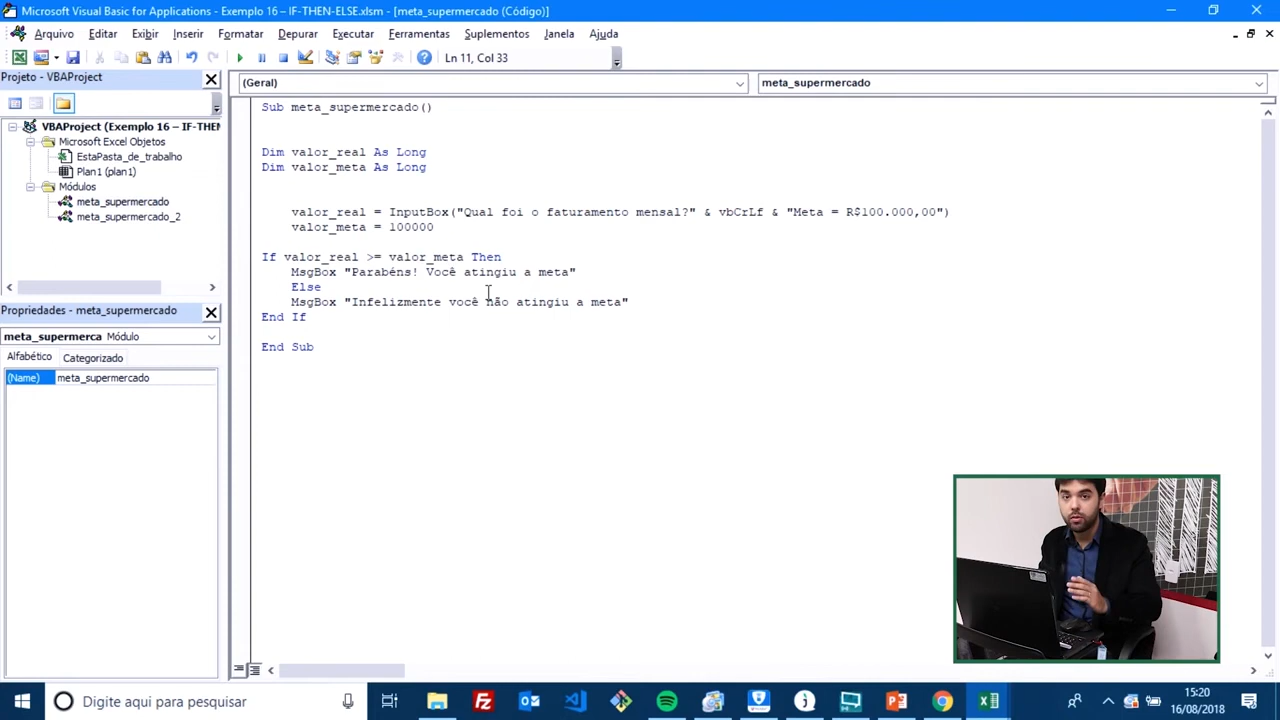 Microsoft Visual Basic for Applications - Exemplo 16 – IF-THEN-ELSE.xlsm - [meta_supermercado (Código)]
Arquivo Editar Exibir Inserir Formatar Depurar Executar Ferramentas Suplementos Janela Ajuda
Ln 11, Col 33
Projeto - VBAProject
(Geral)
meta_supermercado
VBAProject (Exemplo 16 – IF-THEN
Microsoft Excel Objetos
EstaPasta_de_trabalho
Plan1 (plan1)
Módulos
meta_supermercado
meta_supermercado_2
Propriedades - meta_supermercado
meta_supermerca Módulo
Alfabético Categorizado
(Name) meta_supermercado
Sub meta_supermercado()
Dim valor_real As Long
Dim valor_meta As Long
valor_real = InputBox("Qual foi o faturamento mensal?" & vbCrLf & "Meta = R$100.000,00")
valor_meta = 100000
If valor_real >= valor_meta Then
MsgBox "Parabéns! Você atingiu a meta"
Else
MsgBox "Infelizmente você não atingiu a meta"
End If
End Sub
Digite aqui para pesquisar
15:20
16/08/2018